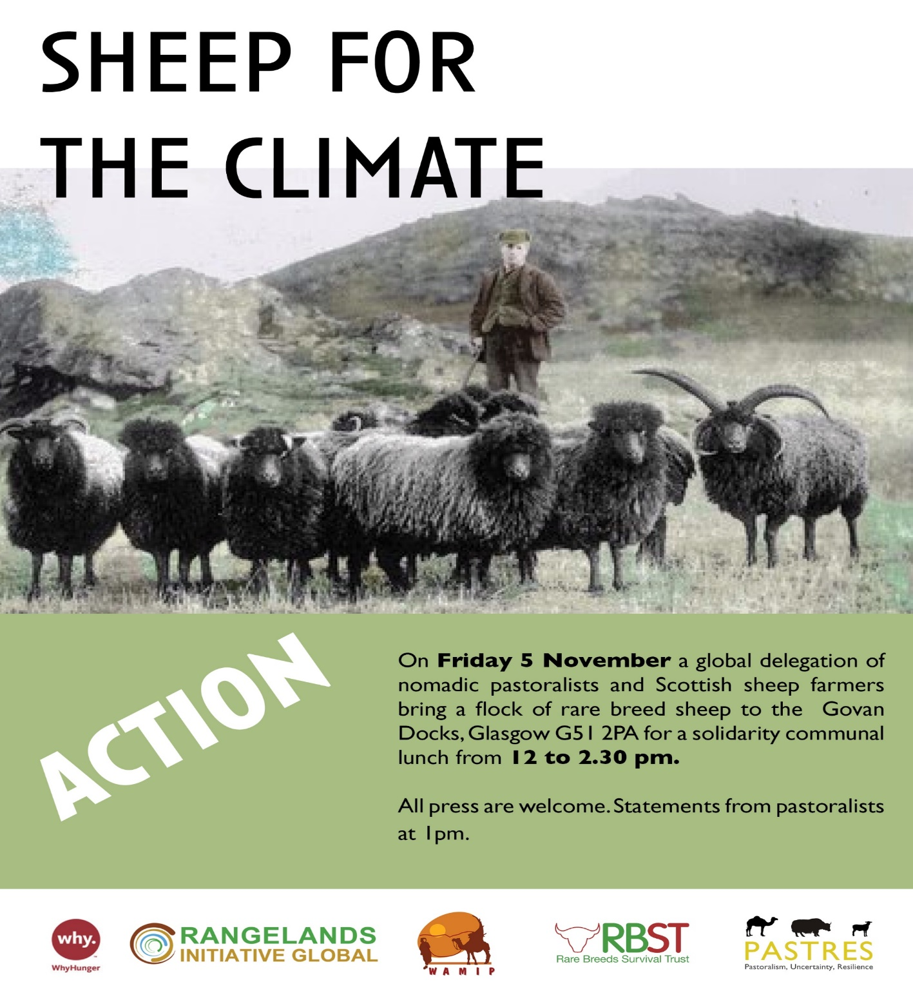 SHEEP FOR
THE CLIMATE
ACTION
On Friday 5 November a global delegation of
nomadic pastoralists and Scottish sheep farmers
bring a flock of rare breed sheep to the Govan
Docks, Glasgow G51 2PA for a solidarity communal
lunch from 12 to 2.30 pm.
All press are welcome. Statements from pastoralists
at 1pm.
why.
WhyHunger
RANGELANDS
INITIATIVE GLOBAL
WAMIP
RBST
Rare Breeds Survival Trust
PASTRES
Pastoralism, Uncertainty, Resilience